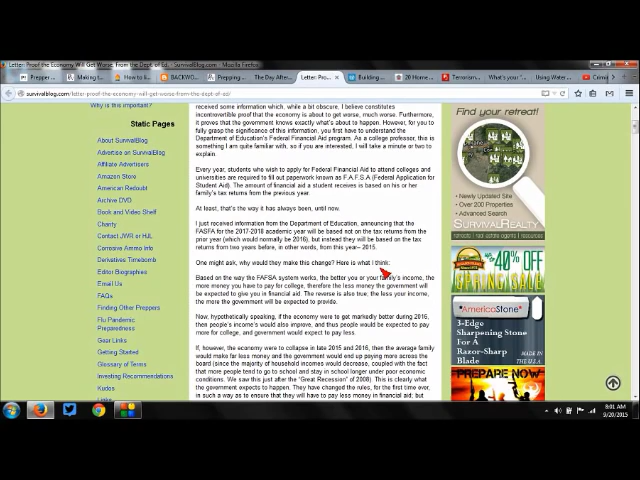 Letter: Proof the Economy Will Get Worse, from the Dept of Ed. - SurvivalBlog.com - Mozilla Firefox
Prepper
Making t
How to li
BACKWO
Prepping
The Day After
Letter: Pro
Building
20 college
Terrorism
What's your "
Using Water
Crimin
survivalblog.com/letter-proof-the-economy-will-get-worse-from-the-dept-of-ed/
Why is this important?
Static Pages
About SurvivalBlog
Advertise on SurvivalBlog
Affiliate Advertisers
Amazon Store
American Redoubt
Archive DVD
Book and Video Shelf
Charity
Contact JWR or HJL
Corrosive Ammo Info
Derivatives Timebomb
Editor Biographies
Email Us
FAQs
Finding Other Preppers
Flu Pandemic
Preparedness
Gear Links
Getting Started
Glossary of Terms
Investing Recommendations
Kudos
Links
received some information which, while a bit obscure, I believe constitutes
incontrovertible proof that the economy is about to get worse, much worse. Furthermore,
it proves that the government knows exactly what's about to happen. However, for you to
fully grasp the significance of this information, you first have to understand the
Department of Education's Federal Financial Aid program. As a college professor, this is
something I am quite familiar with, so if you are interested, I will take a minute or two to
explain.
Every year, students who wish to apply for Federal Financial Aid to attend colleges and
universities are required to fill out paperwork known as F.A.F.S.A (Federal Application for
Student Aid). The amount of financial aid a student receives is based on his or her
family's tax returns from the previous year.
At least, that's the way it has always been, until now.
I just received information from the Department of Education, announcing that the
FASFA for the 2017-2018 academic year will be based not on the tax returns from the
prior year (which would normally be 2016), but instead they will be based on the tax
returns from two years before, in other words, from this year– 2015.
One might ask, why would they make this change? Here is what I think:
Based on the way the FAFSA system works, the better you or your family's income, the
more money you have to pay for college; therefore the less money the government will
be expected to give you in financial aid. The reverse is also true; the less your income,
the more the government will be expected to provide.
Now, hypothetically speaking, if the economy were to get markedly better during 2016,
then people's incomes would also improve, and thus people would be expected to pay
more for college, and government would expect to pay less.
If, however, the economy were to collapse in late 2015 and 2016, then the average family
would make far less money and the government would end up paying more across the
board (since the majority of household incomes would decrease, coupled with the fact
that more people tend to go to school and stay in school longer under poor economic
conditions. We saw this just after the "Great Recession" of 2008). This is clearly what
the government expects to happen. They have changed the rules, for the first time ever,
in such a way as to ensure that they will have to pay less money in financial aid; but
Find your retreat!
• Newly Updated Site
• Over 200 Properties
• Advanced Search
SURVIVALREALTY
retreats | real estate | agents
UP TO 40% OFF
SPRING SALE
AmericaStone™
3-Edge
Sharpening Stone
For A
Razor-Sharp
Blade
MADE IN
THE U.S.A.
PREPARE NOW
8:01 AM
9/20/2015